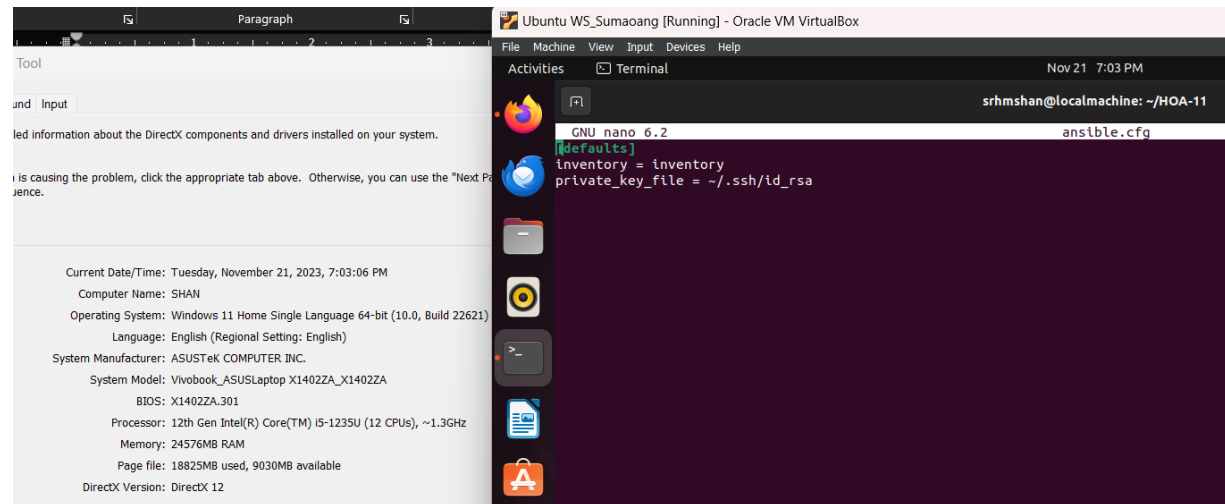 Paragraph
1 2 3
Tool
und Input
led information about the DirectX components and drivers installed on your system.
is causing the problem, click the appropriate tab above. Otherwise, you can use the "Next Pa
uence.
Current Date/Time: Tuesday, November 21, 2023, 7:03:06 PM
Computer Name: SHAN
Operating System: Windows 11 Home Single Language 64-bit (10.0, Build 22621)
Language: English (Regional Setting: English)
System Manufacturer: ASUSTeK COMPUTER INC.
System Model: Vivobook_ASUSLaptop X1402ZA_X1402ZA
BIOS: X1402ZA.301
Processor: 12th Gen Intel(R) Core(TM) i5-1235U (12 CPUs), ~1.3GHz
Memory: 24576MB RAM
Page file: 18825MB used, 9030MB available
DirectX Version: DirectX 12
Ubuntu WS_Sumaoang [Running] - Oracle VM VirtualBox
File Machine View Input Devices Help
Activities Terminal Nov 21 7:03 PM
srhmshan@localmachine: ~/HOA-11
GNU nano 6.2 ansible.cfg
[defaults]
inventory = inventory
private_key_file = ~/.ssh/id_rsa